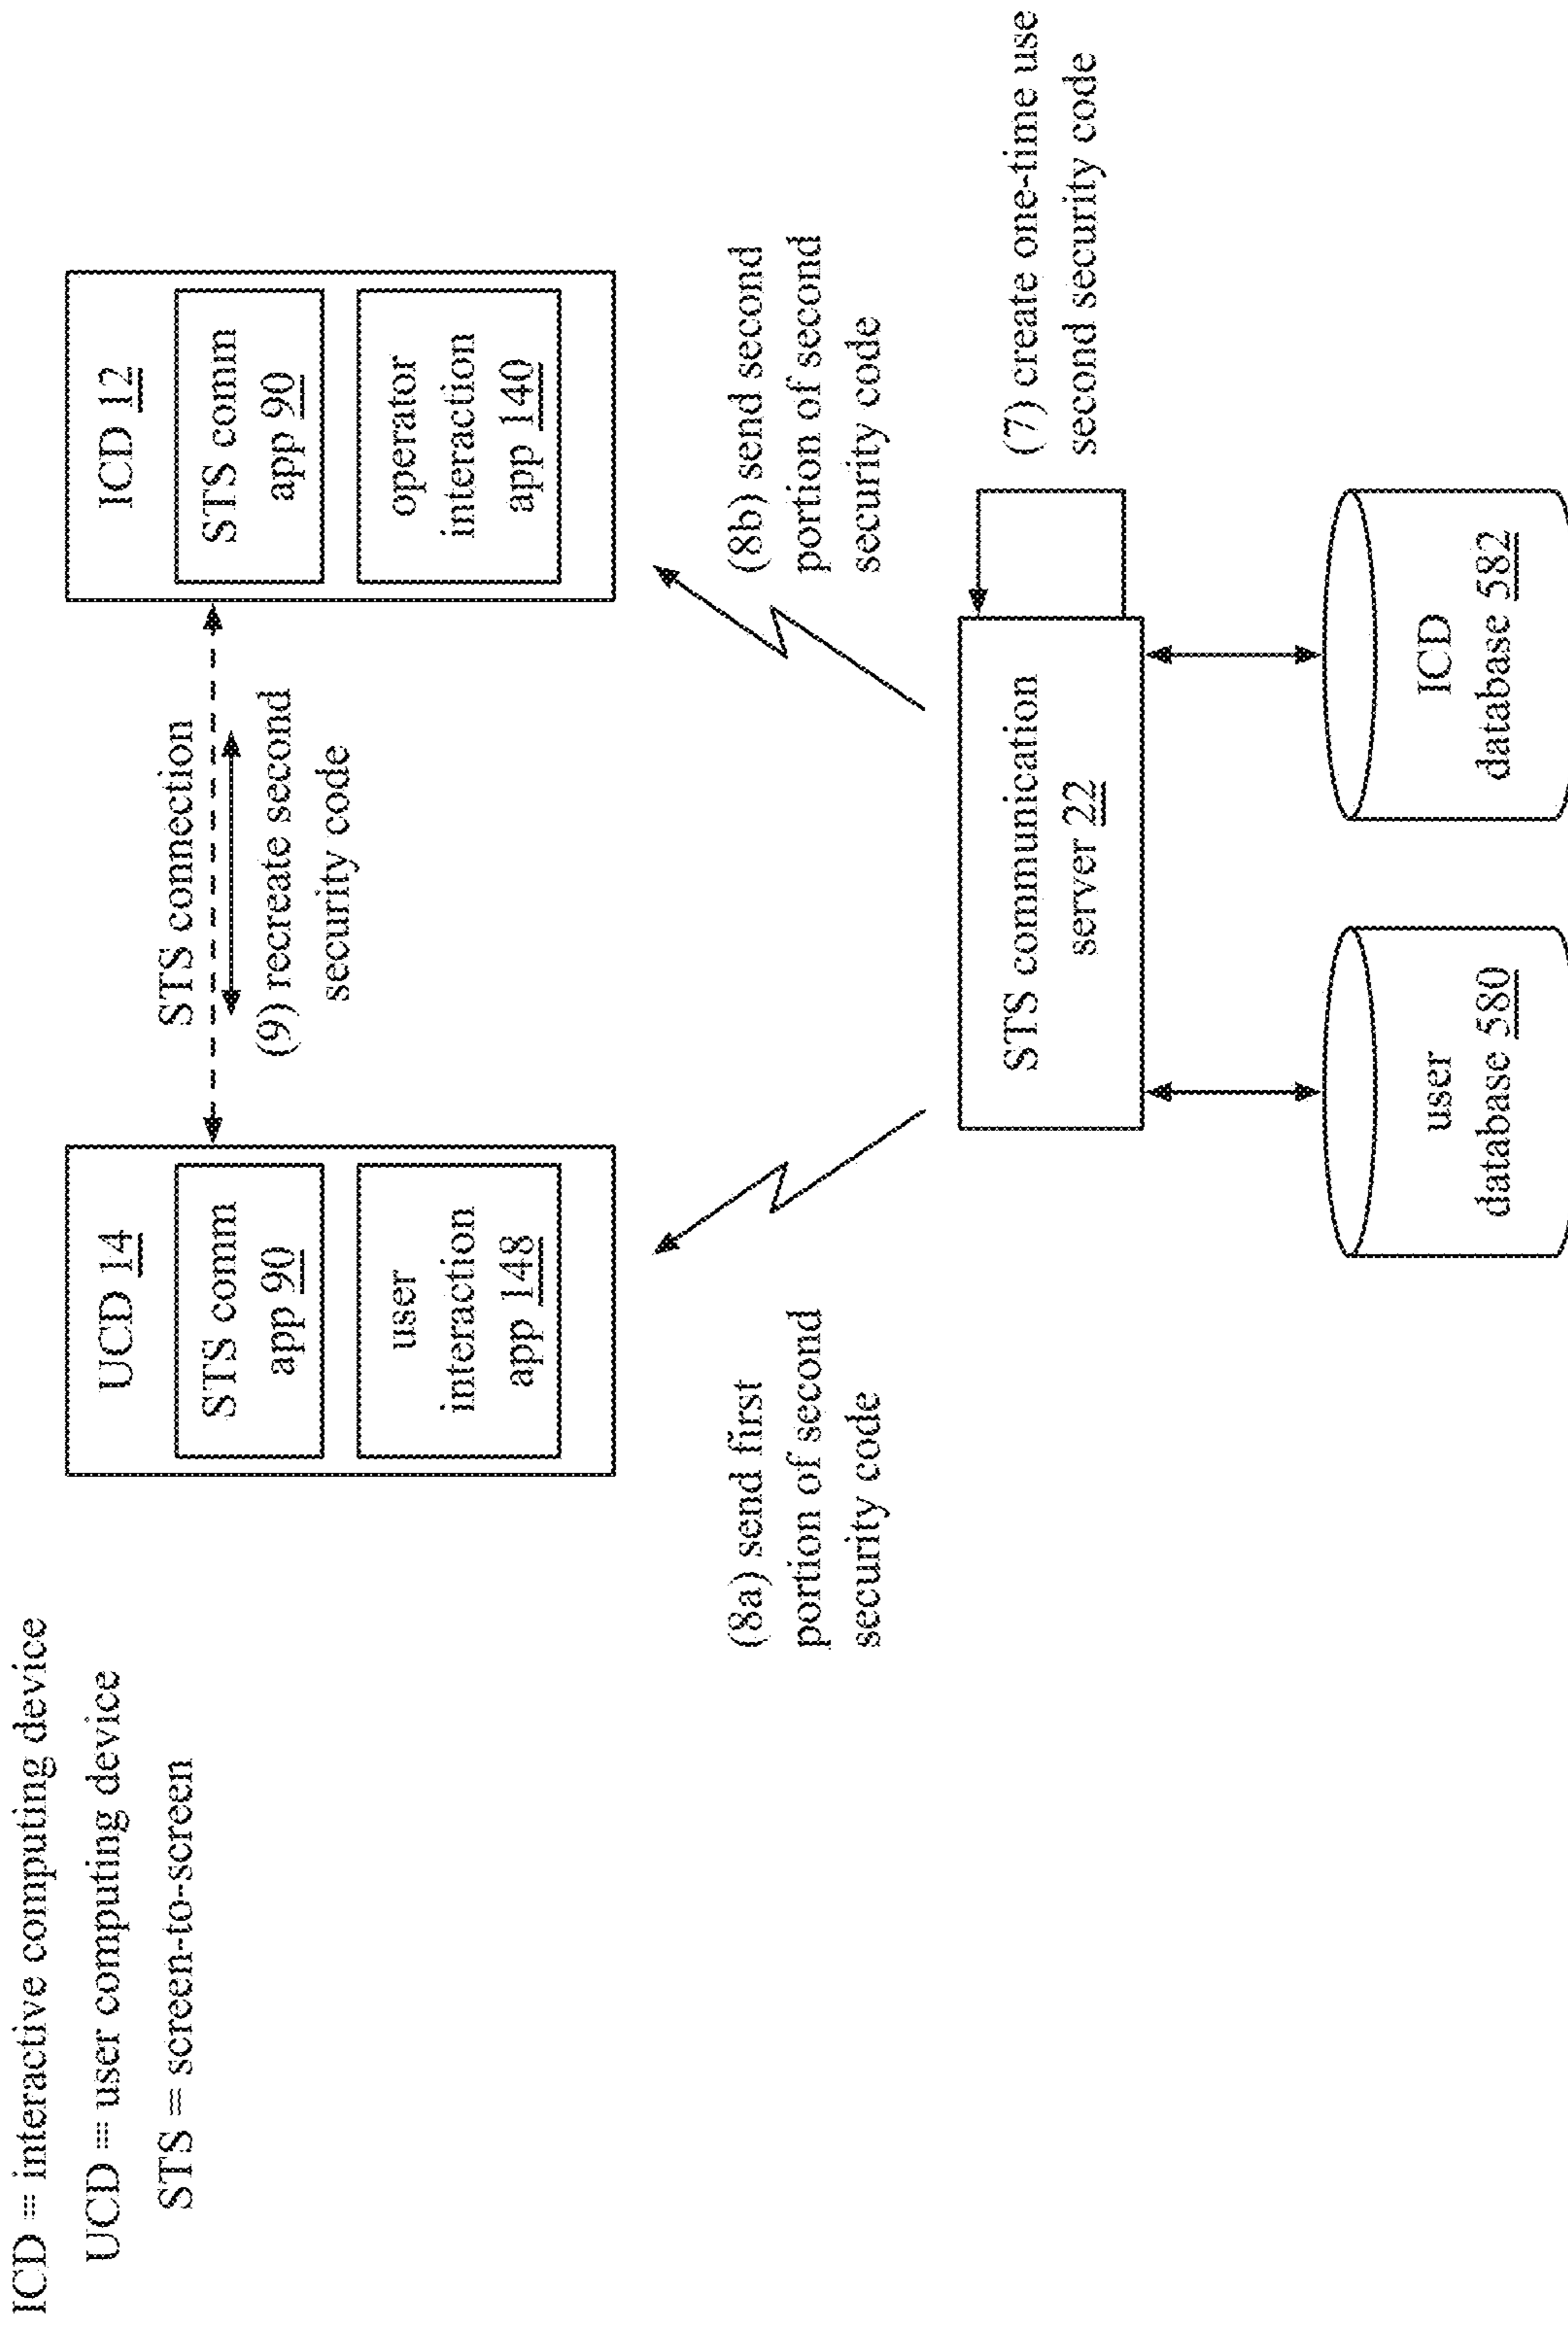 ICD = interactive computing device
UCD = user computing device
STS = screen-to-screen
UCD 14
STS comm
app 90
user
interaction
app 148
STS connection
(9) recreate second
security code
ICD 12
STS comm
app 90
operator
interaction
app 140
(8a) send first
portion of second
security code
(8b) send second
portion of second
security code
STS communication
server 22
(7) create one-time use
second security code
user
database 580
ICD
database 582